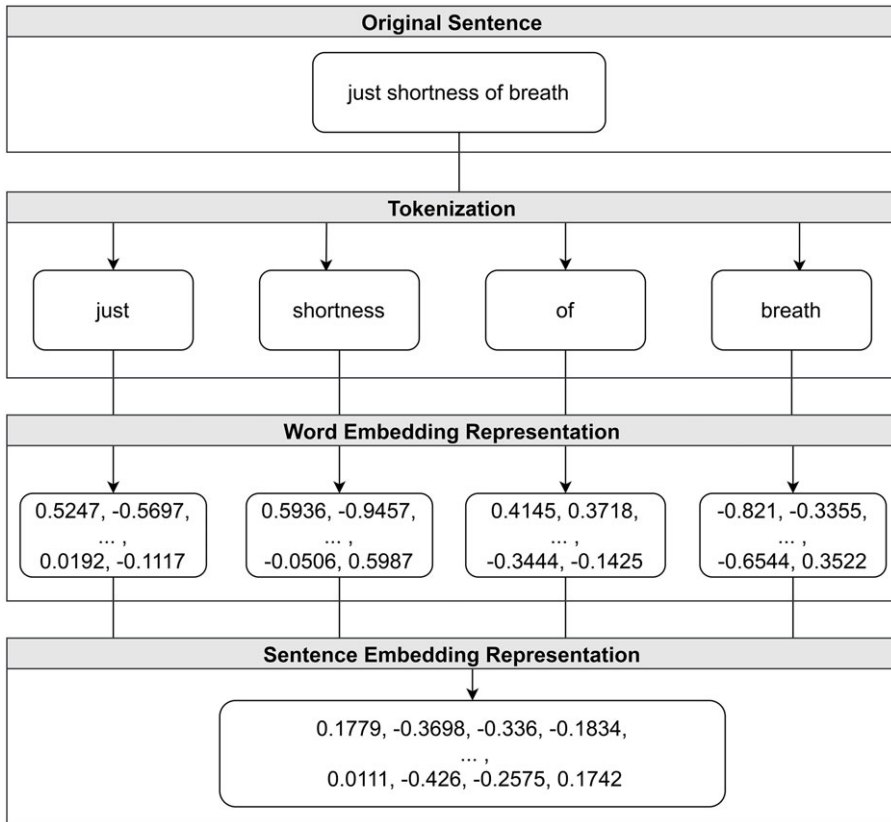 Original Sentence
just shortness of breath
Tokenization
just
shortness
of
breath
Word Embedding Representation
0.5247, -0.5697,
... ,
0.0192, -0.1117
0.5936, -0.9457,
... ,
-0.0506, 0.5987
0.4145, 0.3718,
... ,
-0.3444, -0.1425
-0.821, -0.3355,
... ,
-0.6544, 0.3522
Sentence Embedding Representation
0.1779, -0.3698, -0.336, -0.1834,
... ,
0.0111, -0.426, -0.2575, 0.1742